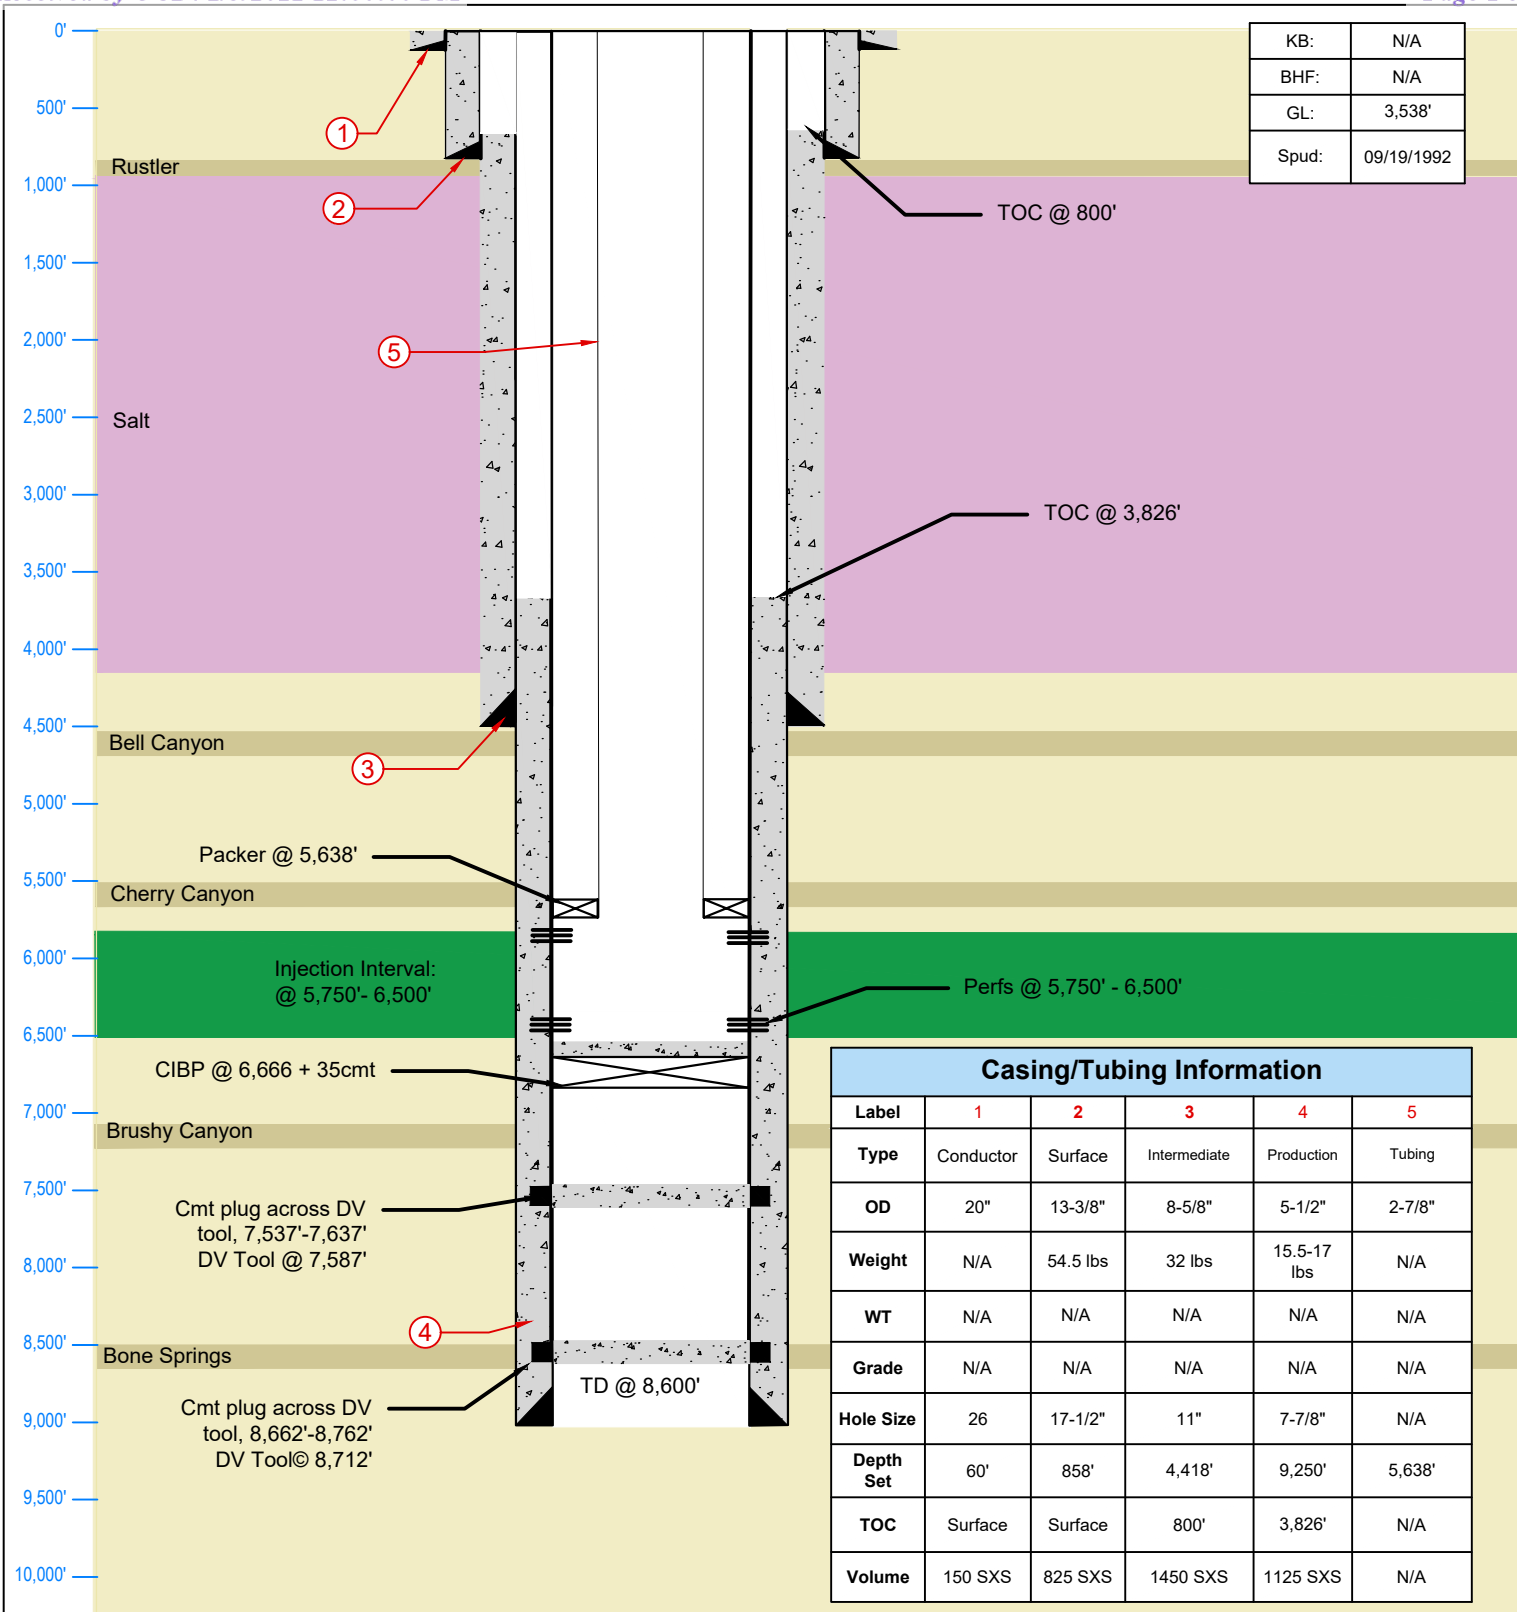 0'
500'
1,000'
1,500'
2,000'
2,500'
3,000'
3,500'
4,000'
4,500'
5,000'
5,500'
6,000'
6,500'
7,000'
7,500'
8,000'
8,500'
9,000'
9,500'
10,000'
Rustler
Salt
Bell Canyon
Cherry Canyon
Brushy Canyon
Bone Springs
1
2
5
3
4
KB: N/A
BHF: N/A
GL: 3,538'
Spud: 09/19/1992
TOC @ 800'
TOC @ 3,826'
Packer @ 5,638'
Injection Interval:
@ 5,750'- 6,500'
Perfs @ 5,750' - 6,500'
CIBP @ 6,666 + 35cmt
Cmt plug across DV
tool, 7,537'-7,637'
DV Tool @ 7,587'
TD @ 8,600'
Cmt plug across DV
tool, 8,662'-8,762'
DV Tool© 8,712'
Casing/Tubing Information
Label 1 2 3 4 5
Type Conductor Surface Intermediate Production Tubing
OD 20" 13-3/8" 8-5/8" 5-1/2" 2-7/8"
Weight N/A 54.5 lbs 32 lbs 15.5-17 lbs N/A
WT N/A N/A N/A N/A N/A
Grade N/A N/A N/A N/A N/A
Hole Size 26 17-1/2" 11" 7-7/8" N/A
Depth Set 60' 858' 4,418' 9,250' 5,638'
TOC Surface Surface 800' 3,826' N/A
Volume 150 SXS 825 SXS 1450 SXS 1125 SXS N/A